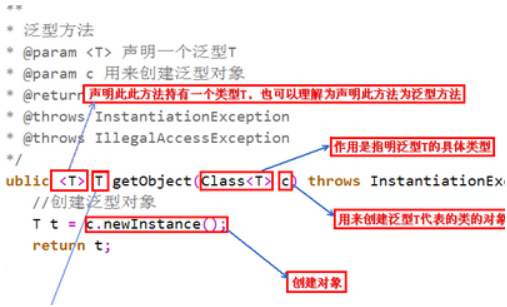 **
* 泛型方法
* @param <T> 声明一个泛型T
* @param c 用来创建泛型对象
* @return 声明此此方法持有一个类型T，也可以理解为声明此方法为泛型方法
* @throws InstantiationException
* @throws IllegalAccessException
作用是指明泛型T的具体类型
*/
ublic <T> T getObject(Class<T> c) throws InstantiationExc
//创建泛型对象
用来创建泛型T代表的类的对象
T t = c.newInstance();
return t;
创建对象